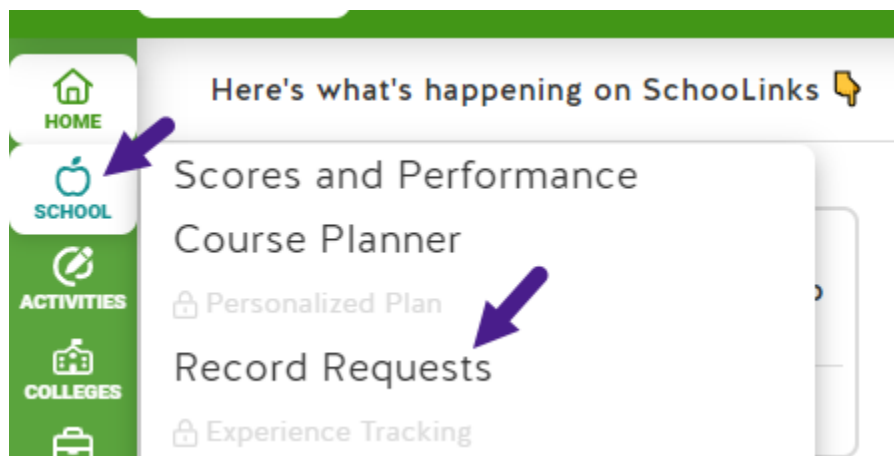 Here's what's happening on SchooLinks 👇
HOME
SCHOOL
ACTIVITIES
COLLEGES
Scores and Performance
Course Planner
Personalized Plan
Record Requests
Experience Tracking